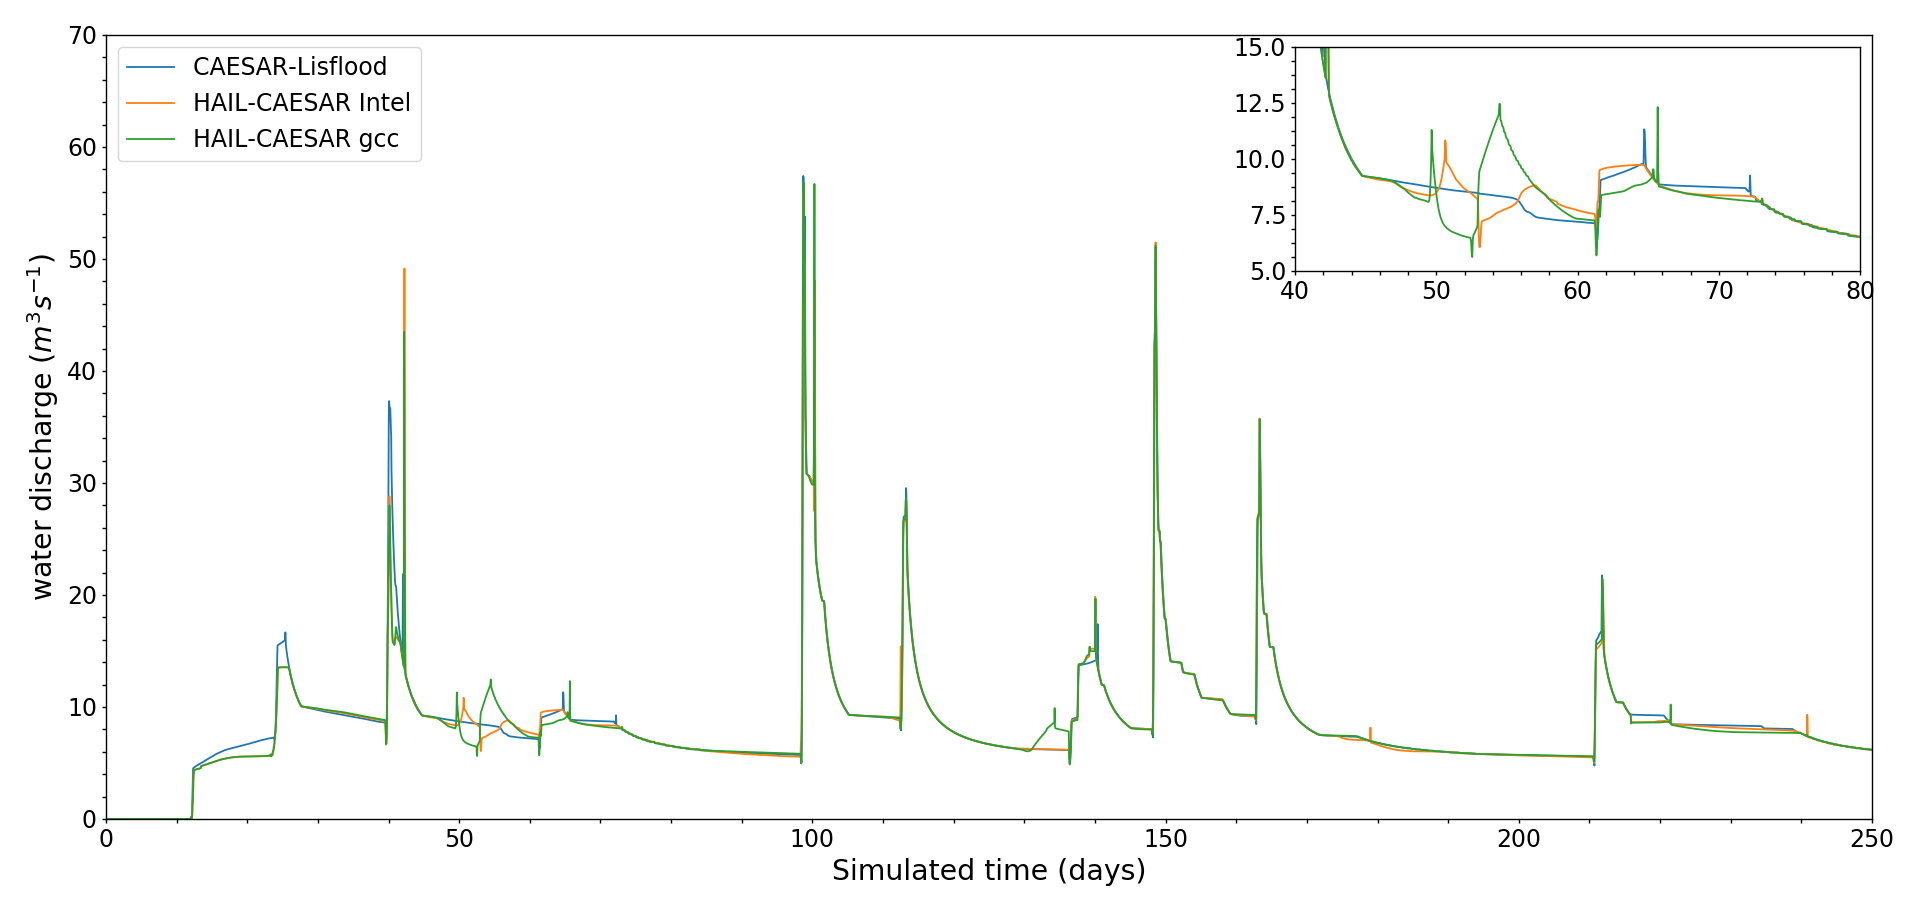 CAESAR-Lisflood
HAIL-CAESAR Intel
HAIL-CAESAR gcc
70
60
50
40
30
20
10
0
water discharge (m³s⁻¹)
0 50 100 150 200 250
Simulated time (days)
15.0
12.5
10.0
7.5
5.0
40 50 60 70 80